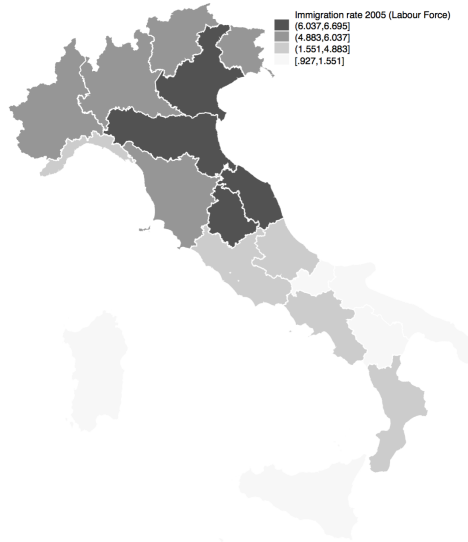 Immigration rate 2005 (Labour Force)
(6.037,6.695]
(4.883,6.037]
(1.551,4.883]
[.927,1.551]